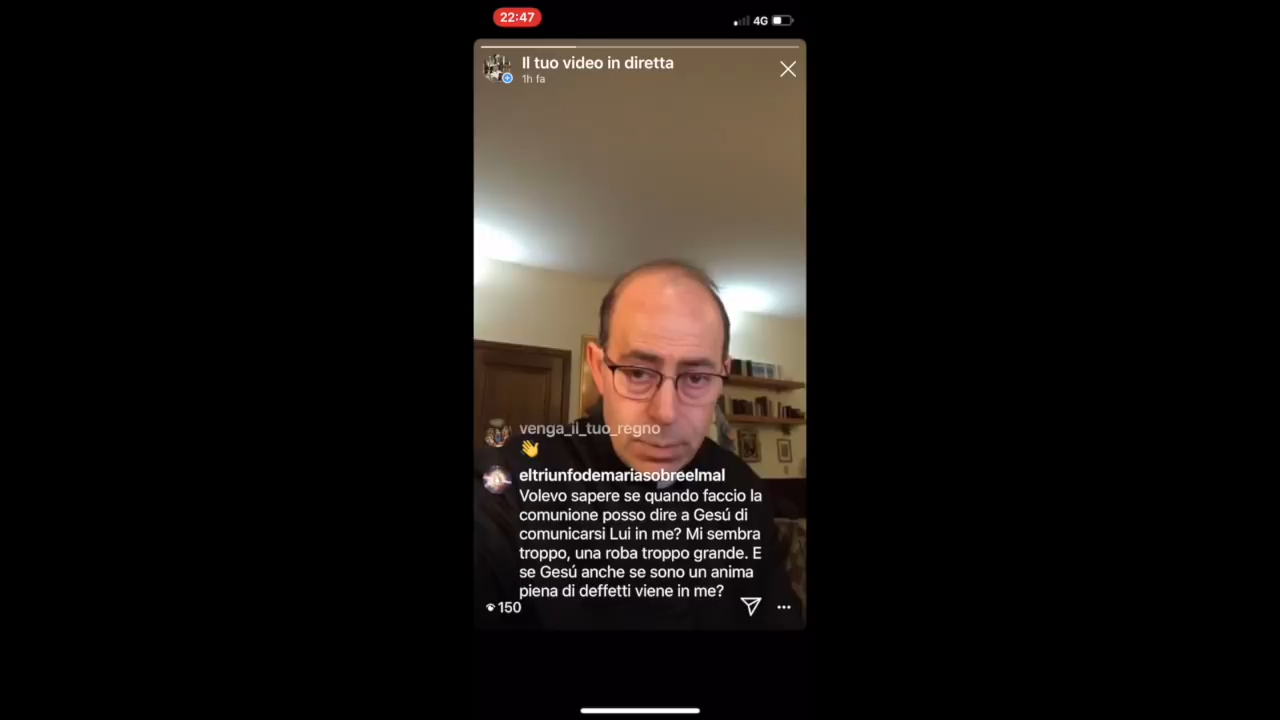 22:47
4G
Il tuo video in diretta
1h fa
venga_il_tuo_regno
👋
eltriunfodemariasobreelmal
Volevo sapere se quando faccio la
comunione posso dire a Gesú di
comunicarsi Lui in me? Mi sembra
troppo, una roba troppo grande. E
se Gesú anche se sono un anima
piena di deffetti viene in me?
150